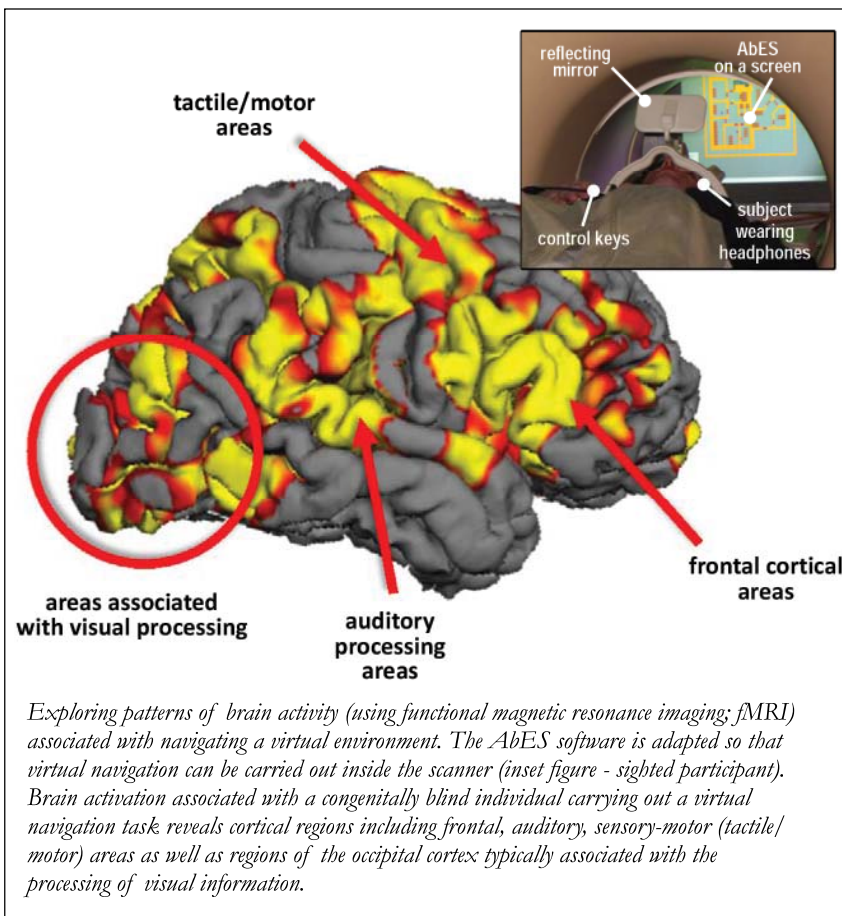 reflecting
mirror
AbES
on a screen
control keys
subject
wearing
headphones
tactile/motor
areas
areas associated
with visual processing
auditory
processing
areas
frontal cortical
areas
Exploring patterns of brain activity (using functional magnetic resonance imaging; fMRI)
associated with navigating a virtual environment. The AbES software is adapted so that
virtual navigation can be carried out inside the scanner (inset figure - sighted participant).
Brain activation associated with a congenitally blind individual carrying out a virtual
navigation task reveals cortical regions including frontal, auditory, sensory-motor (tactile/
motor) areas as well as regions of the occipital cortex typically associated with the
processing of visual information.